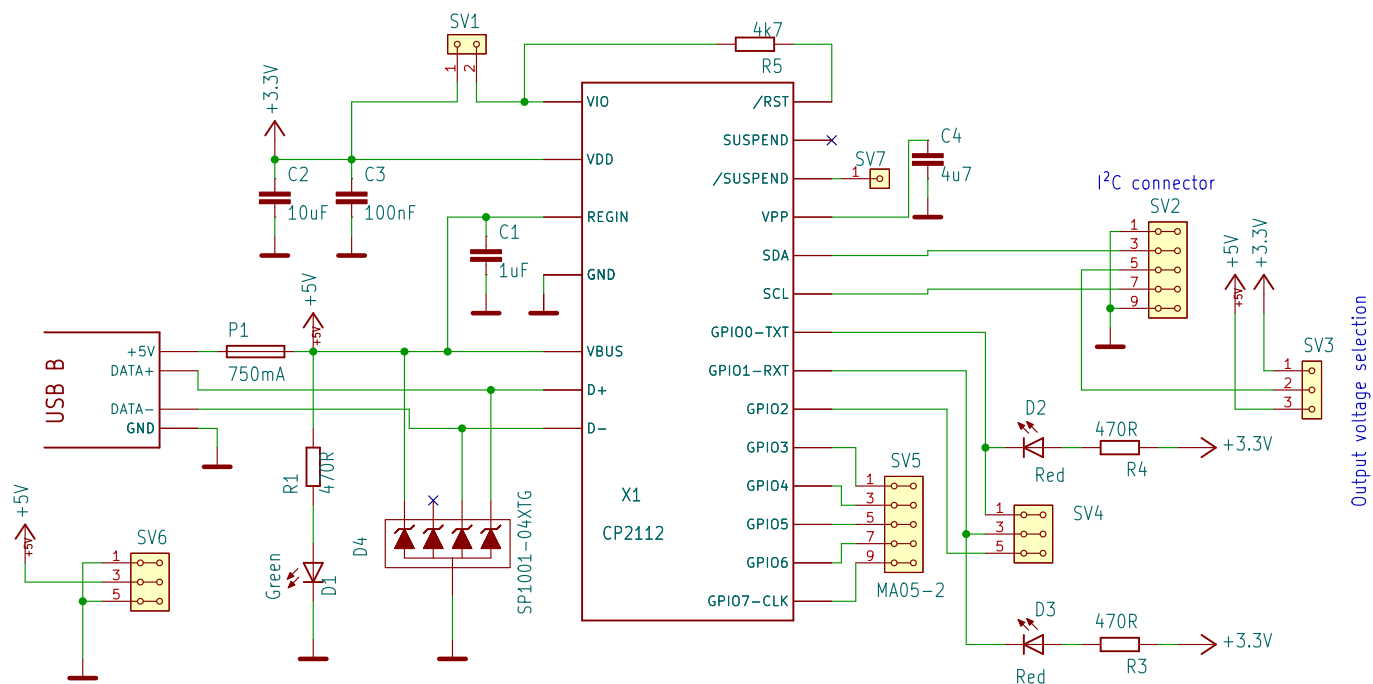 SV1
1
2
4k7
R5
+3.3V
C2
10uF
C3
100nF
VIO
VDD
REGIN
GND
VBUS
D+
D-
/RST
SUSPEND
/SUSPEND
VPP
SDA
SCL
GPIO0-TXT
GPIO1-RXT
GPIO2
GPIO3
GPIO4
GPIO5
GPIO6
GPIO7-CLK
X1
CP2112
C4
4u7
SV7
1
C1
1uF
I²C connector
SV2
1
3
5
7
9
+5V
+5V
+3.3V
SV3
1
2
3
Output voltage selection
USB B
+5V
DATA+
DATA-
GND
P1
750mA
+5V
+5V
R1
470R
Green
D1
D4
SP1001-04XTG
+5V
+5V
SV6
1
3
5
SV5
1
3
5
7
9
MA05-2
D2
Red
470R
R4
+3.3V
SV4
1
3
5
D3
Red
470R
R3
+3.3V